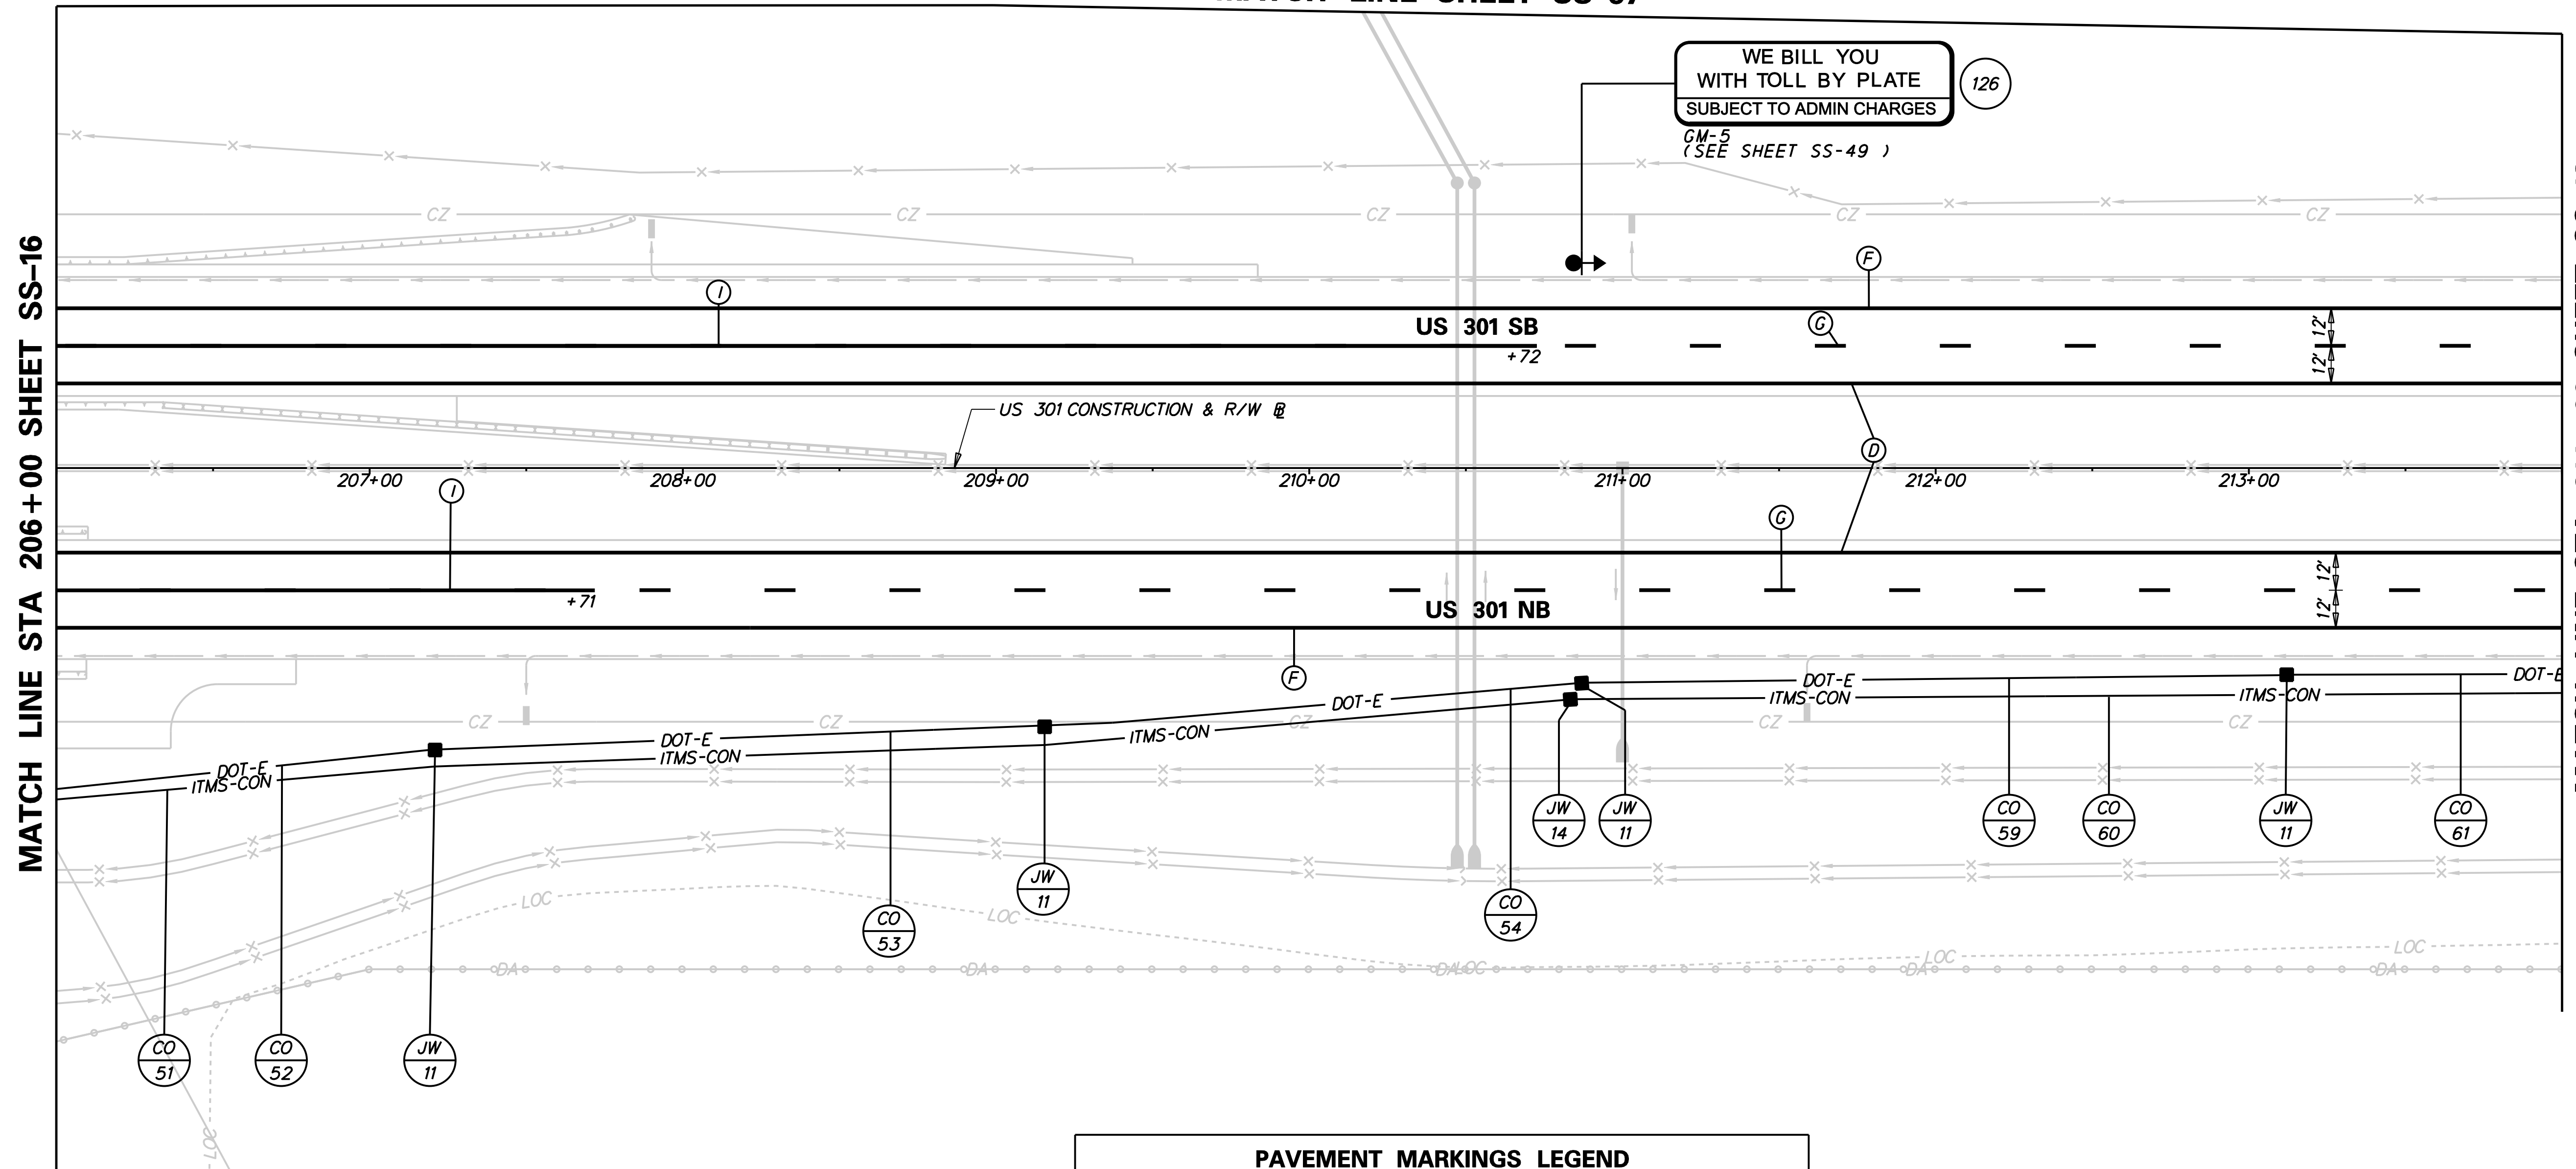 WE BILL YOU
WITH TOLL BY PLATE
SUBJECT TO ADMIN CHARGES
126
GM-5
(SEE SHEET SS-49 )
MATCH LINE STA 206+00 SHEET SS-16
CZ CZ CZ CZ CZ
I
F
US 301 SB
G
12'
+72
12'
US 301 CONSTRUCTION & R/W BL
D
207+00 208+00 209+00 210+00 211+00 212+00 213+00
I
G
12'
+71
US 301 NB
12'
F
DOT-E DOT-E DOT-E DOT-E
ITMS-CON ITMS-CON ITMS-CON ITMS-CON ITMS-CON
CZ CZ CZ CZ CZ
JW
14
JW
11
CO
59
CO
60
JW
11
CO
61
JW
11
CO
53
CO
54
LOC LOC LOC LOC LOC
DA DA DA DA DA
CO
51
CO
52
JW
11
LOC
PAVEMENT MARKINGS LEGEND